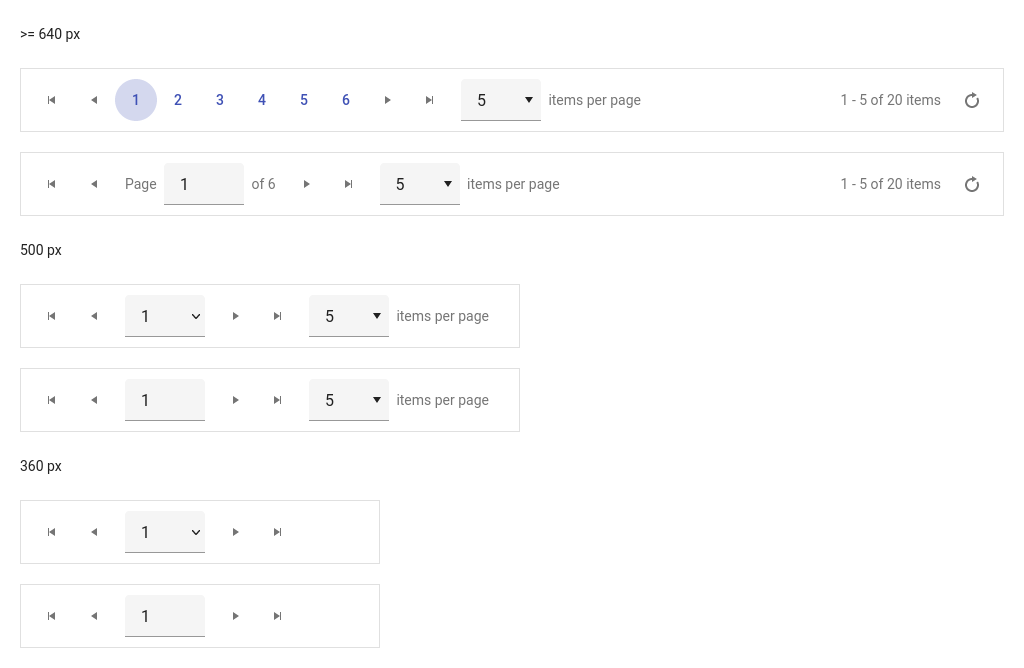 >= 640 px
1 2 3 4 5 6 5 items per page 1 - 5 of 20 items
Page 1 of 6 5 items per page 1 - 5 of 20 items
500 px
1 5 items per page
1 5 items per page
360 px
1
1